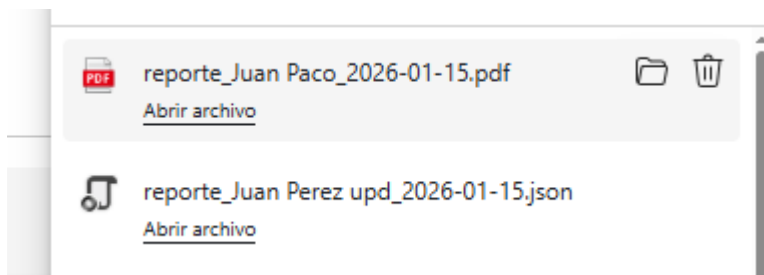 PDF
reporte_Juan Paco_2026-01-15.pdf
Abrir archivo
reporte_Juan Perez upd_2026-01-15.json
Abrir archivo